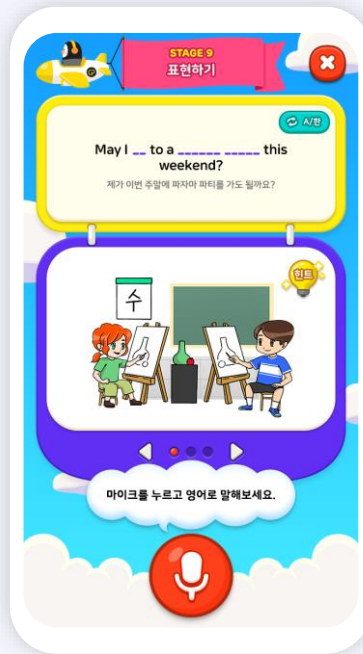 STAGE 9
표현하기
A/한
May I __ to a ______ _____ this
weekend?
제가 이번 주말에 파자마 파티를 가도 될까요?
힌트
수
마이크를 누르고 영어로 말해보세요.